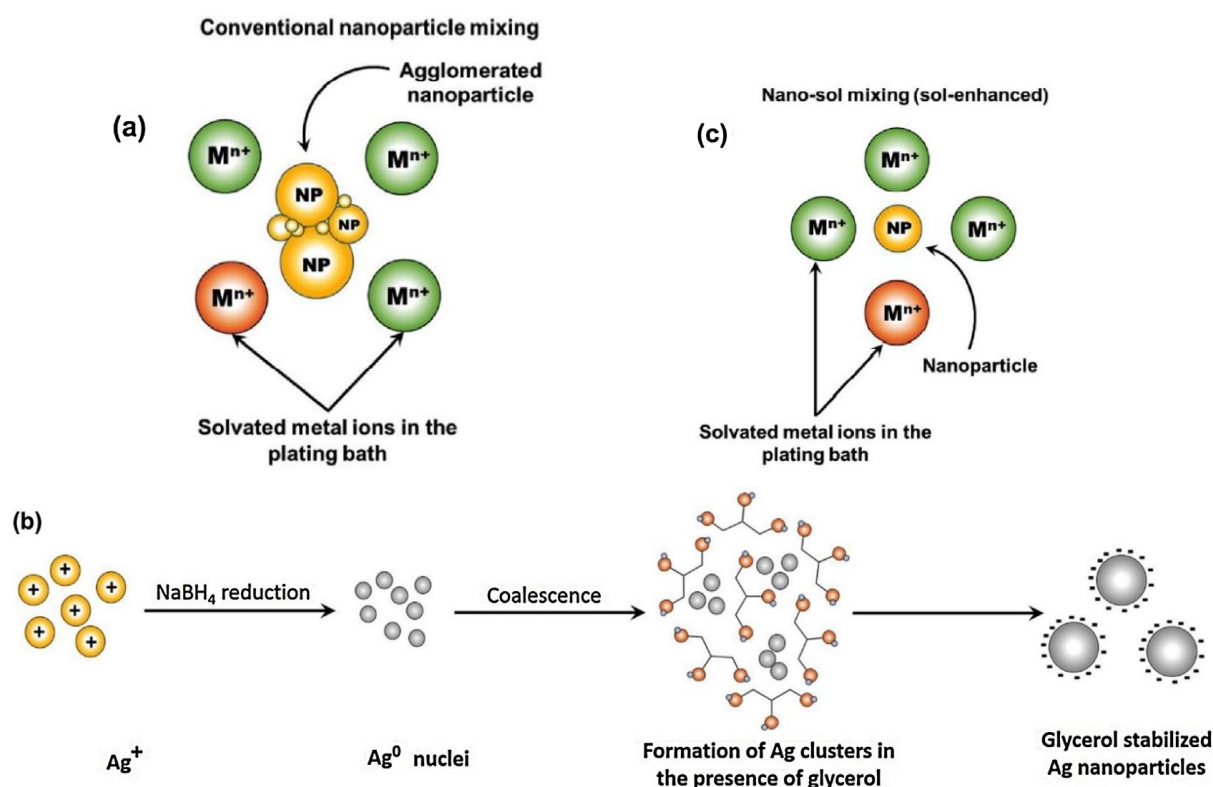 Conventional nanoparticle mixing
Agglomerated
nanoparticle
(a)
Mⁿ⁺
Mⁿ⁺
NP
NP
NP
Mⁿ⁺
Mⁿ⁺
Solvated metal ions in the
plating bath
Nano-sol mixing (sol-enhanced)
(c)
Mⁿ⁺
Mⁿ⁺
NP
Mⁿ⁺
Mⁿ⁺
Nanoparticle
Solvated metal ions in the
plating bath
(b)
+
+
+
+
+
+
NaBH₄ reduction
Coalescence
Ag⁺
Ag⁰ nuclei
Formation of Ag clusters in
the presence of glycerol
Glycerol stabilized
Ag nanoparticles